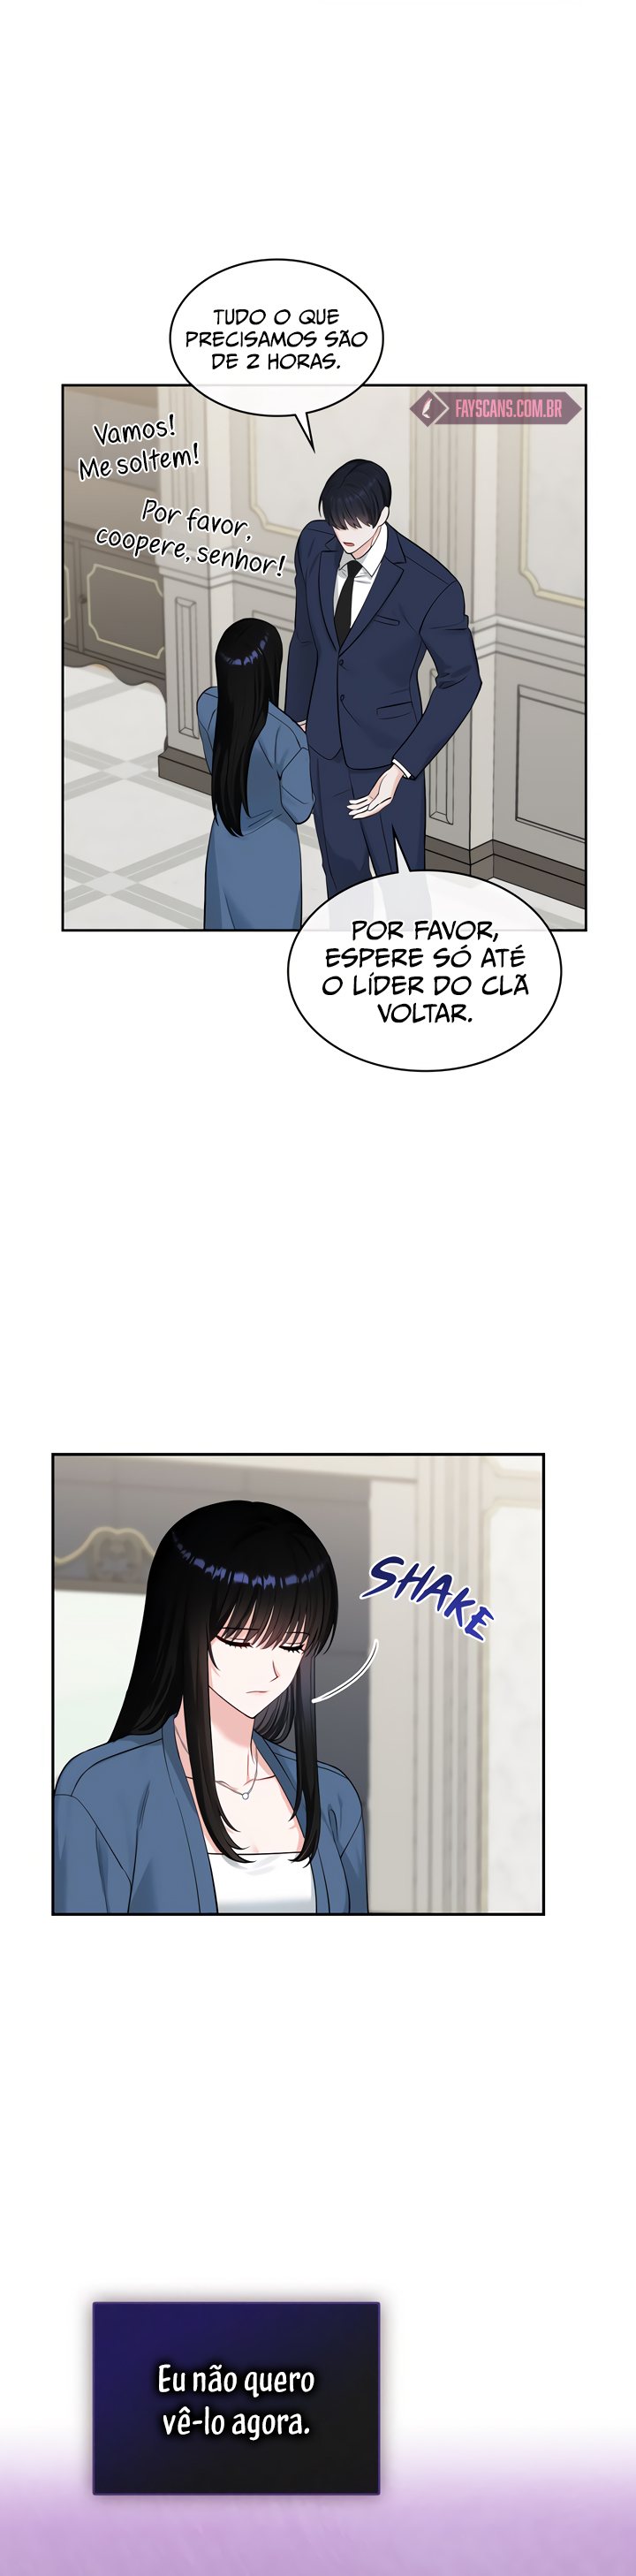 TUDO O QUE
PRECISAMOS SÃO
DE 2 HORAS.
FAYSCANS.COM.BR
Vamos!
Me soltem!
Por favor,
coopere, senhor!
POR FAVOR,
ESPERE SÓ ATÉ
O LÍDER DO CLÃ
VOLTAR.
SHAKE
Eu não quero
vê-lo agora.